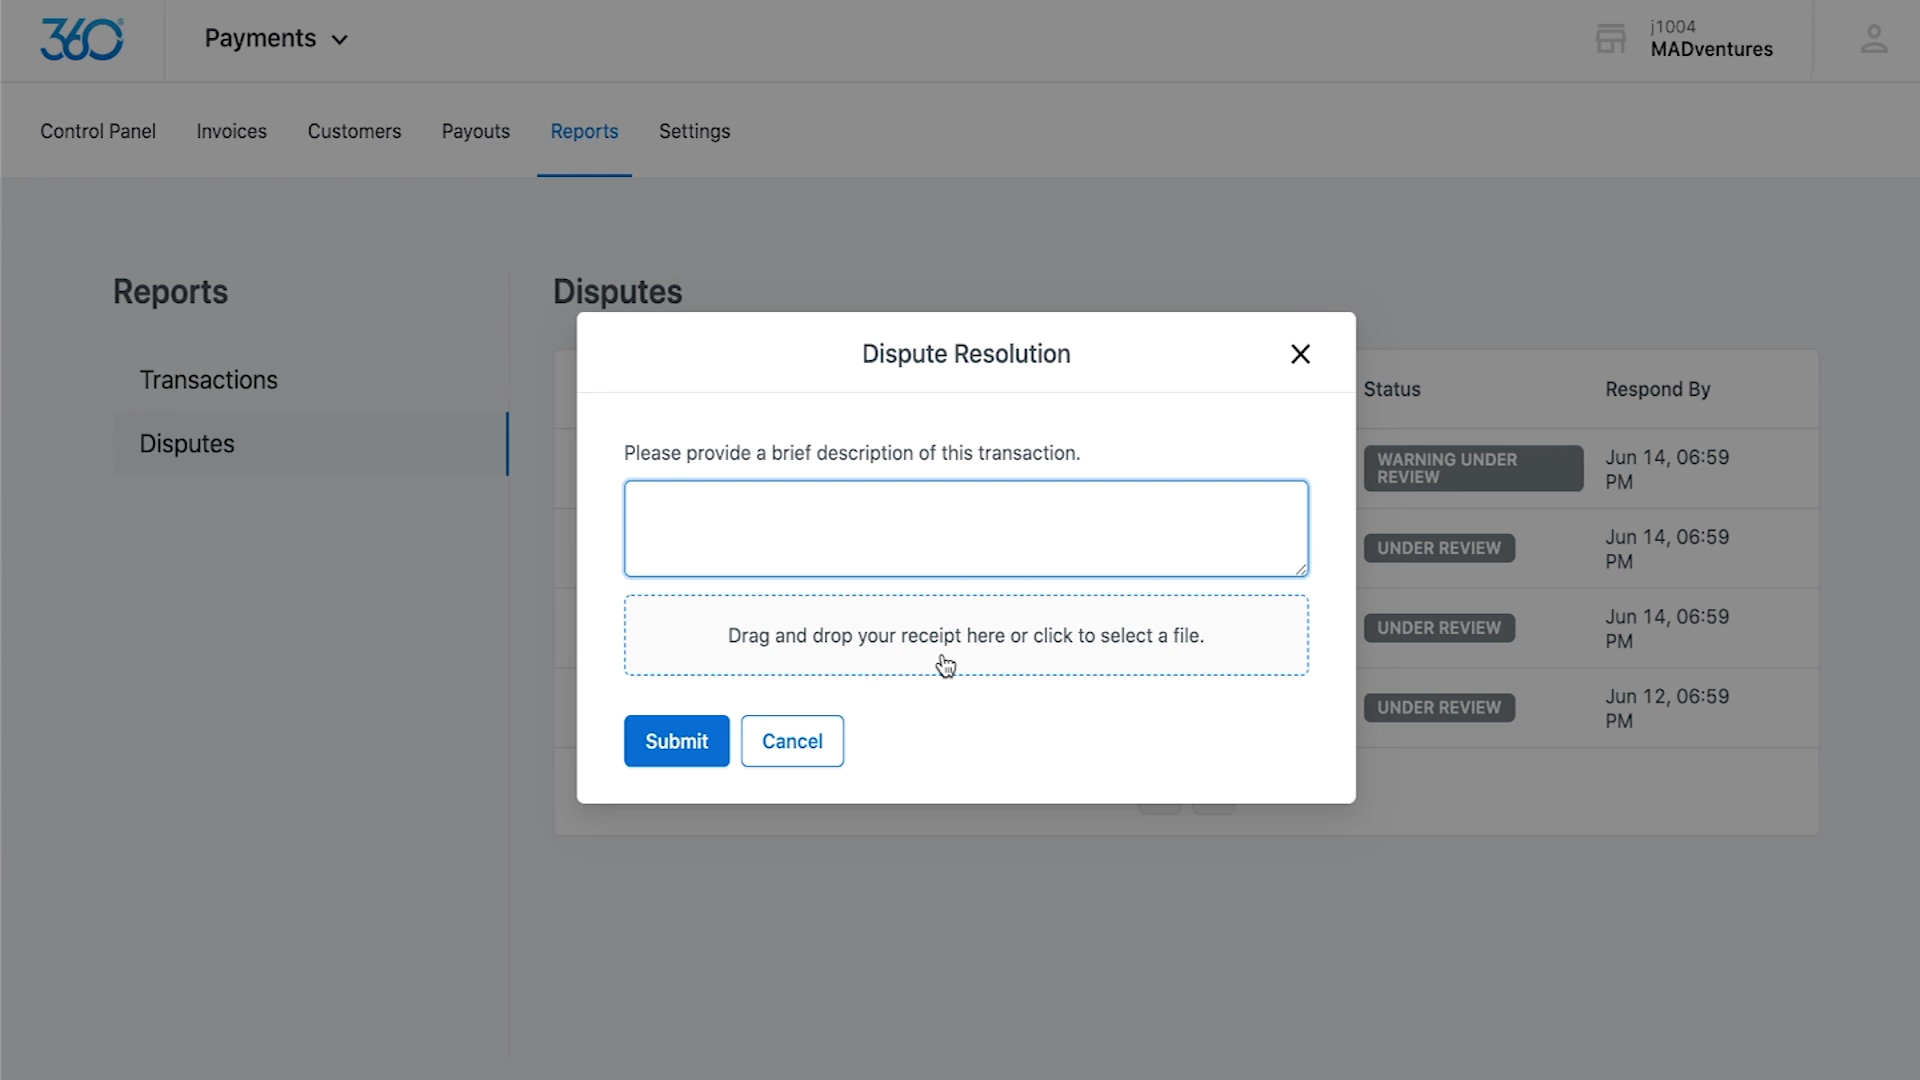 360
Payments
j1004
MADventures
Control Panel
Invoices
Customers
Payouts
Reports
Settings
Reports
Transactions
Disputes
Disputes
Status
Respond By
WARNING UNDER
REVIEW
Jun 14, 06:59
PM
UNDER REVIEW
Jun 14, 06:59
PM
UNDER REVIEW
Jun 14, 06:59
PM
UNDER REVIEW
Jun 12, 06:59
PM
Dispute Resolution
Please provide a brief description of this transaction.
Drag and drop your receipt here or click to select a file.
Submit
Cancel